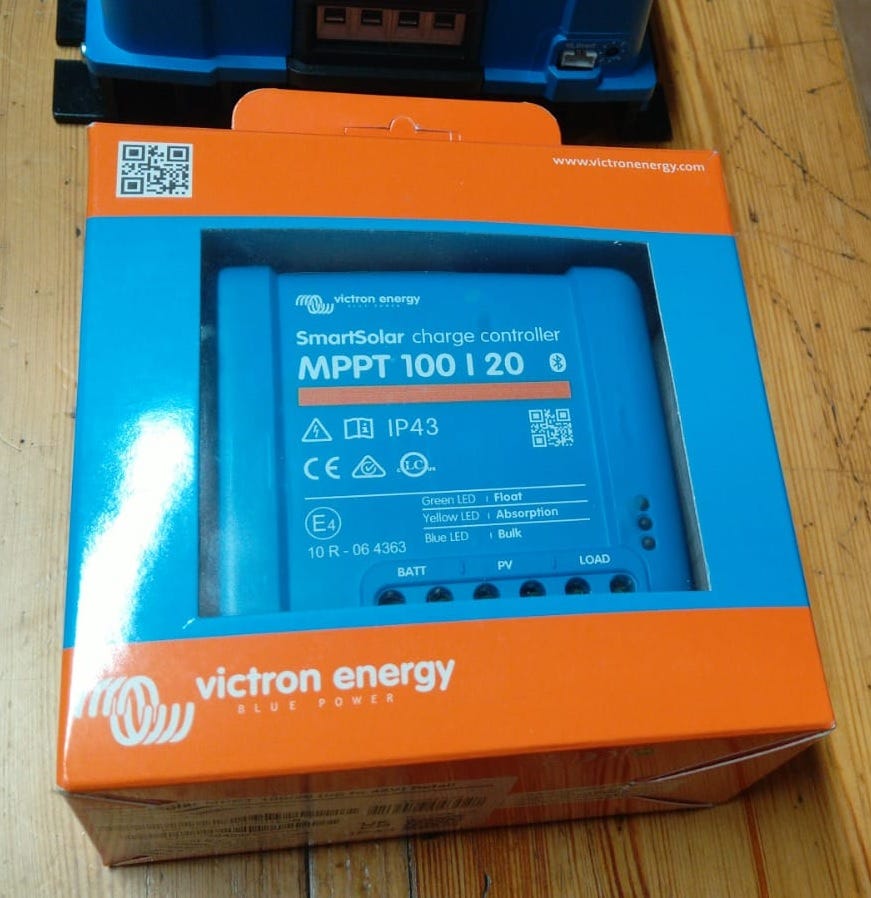 www.victronenergy.com
victron energy
BLUE POWER
SmartSolar charge controller
MPPT 100 | 20
IP43
CE
LC
E4
10 R - 06 4363
Green LED | Float
Yellow LED | Absorption
Blue LED | Bulk
BATT PV LOAD
victron energy
BLUE POWER